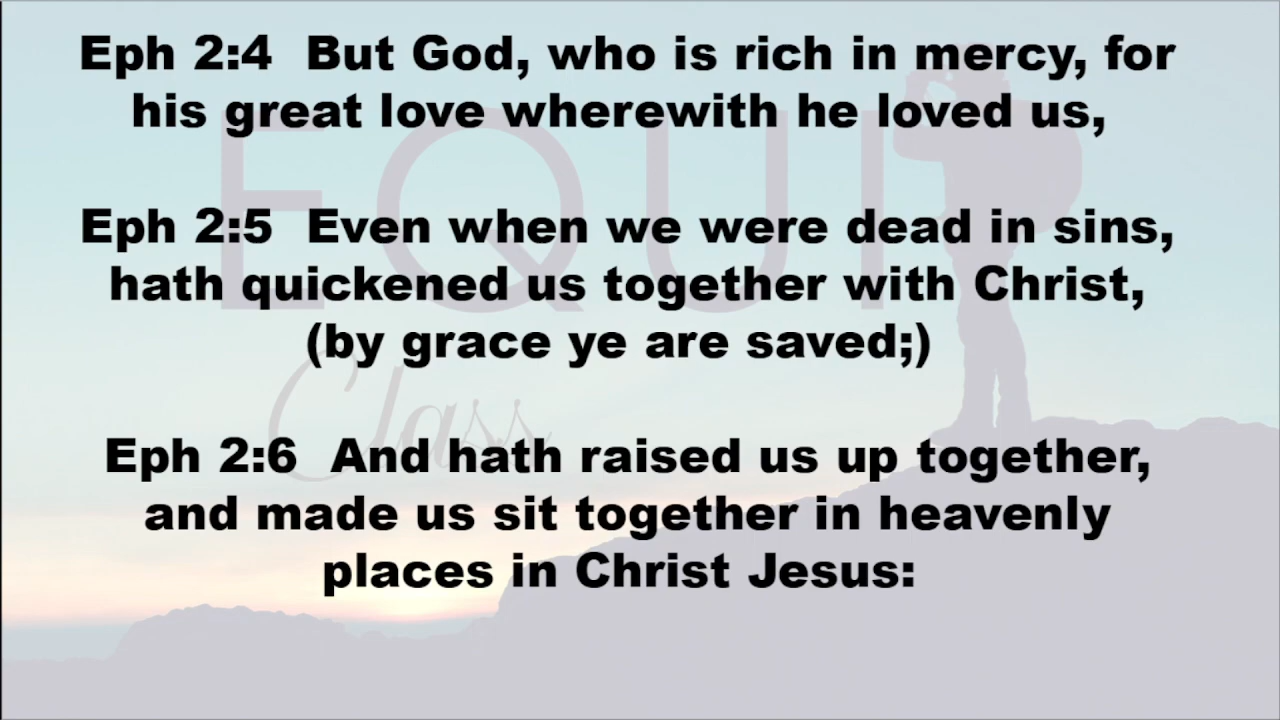 Eph 2:4 But God, who is rich in mercy, for
his great love wherewith he loved us,
Eph 2:5 Even when we were dead in sins,
hath quickened us together with Christ,
(by grace ye are saved;)
Eph 2:6 And hath raised us up together,
and made us sit together in heavenly
places in Christ Jesus:
EQUI
Class